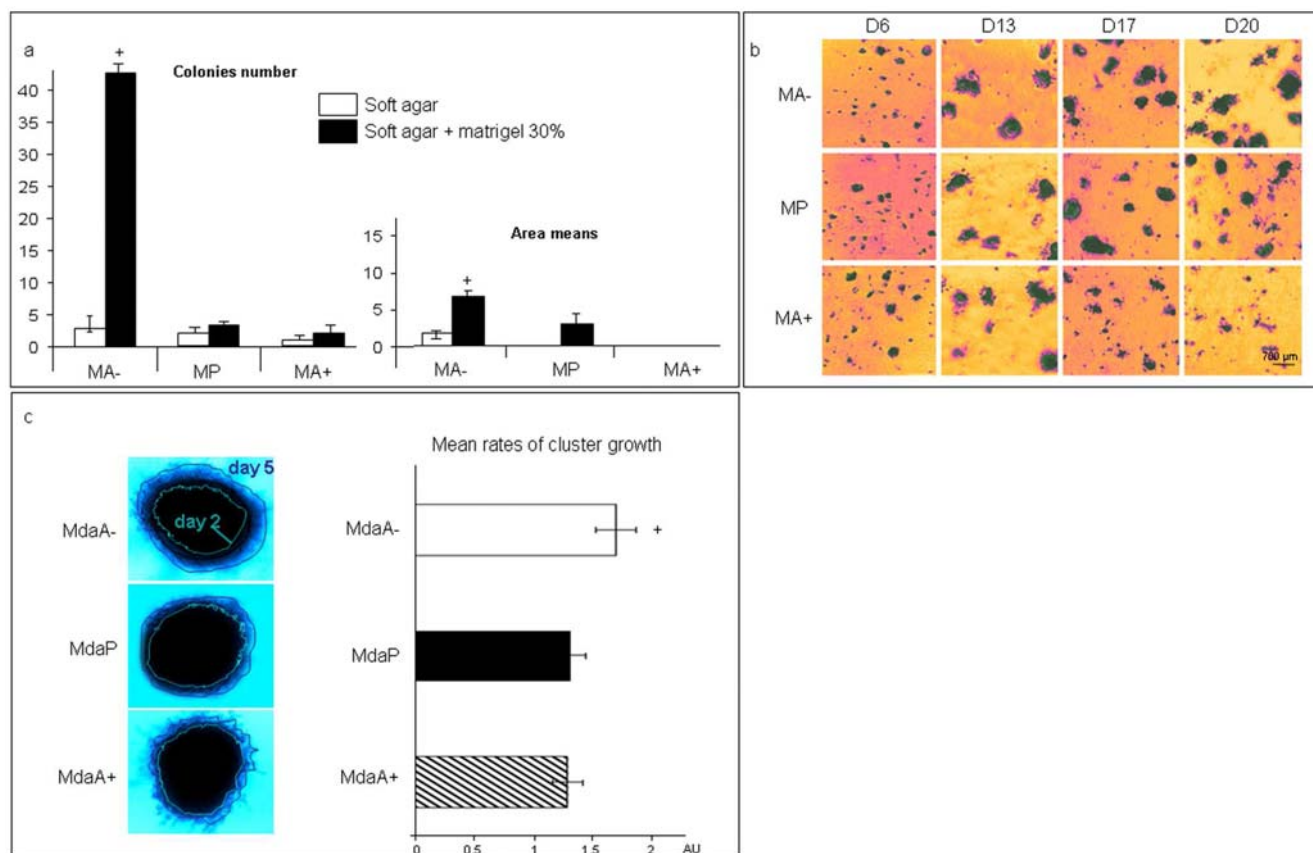 a
+
Colonies number
40
35
30
25
20
15
10
5
0
MA- MP MA+
Soft agar
Soft agar + matrigel 30%
Area means
15
10
5
0
+
MA- MP MA+
b
D6 D13 D17 D20
MA-
MP
MA+
700 µm
c
day 5
day 2
MdaA-
MdaP
MdaA+
Mean rates of cluster growth
MdaA-
+
MdaP
MdaA+
0 0.5 1 1.5 2 AU